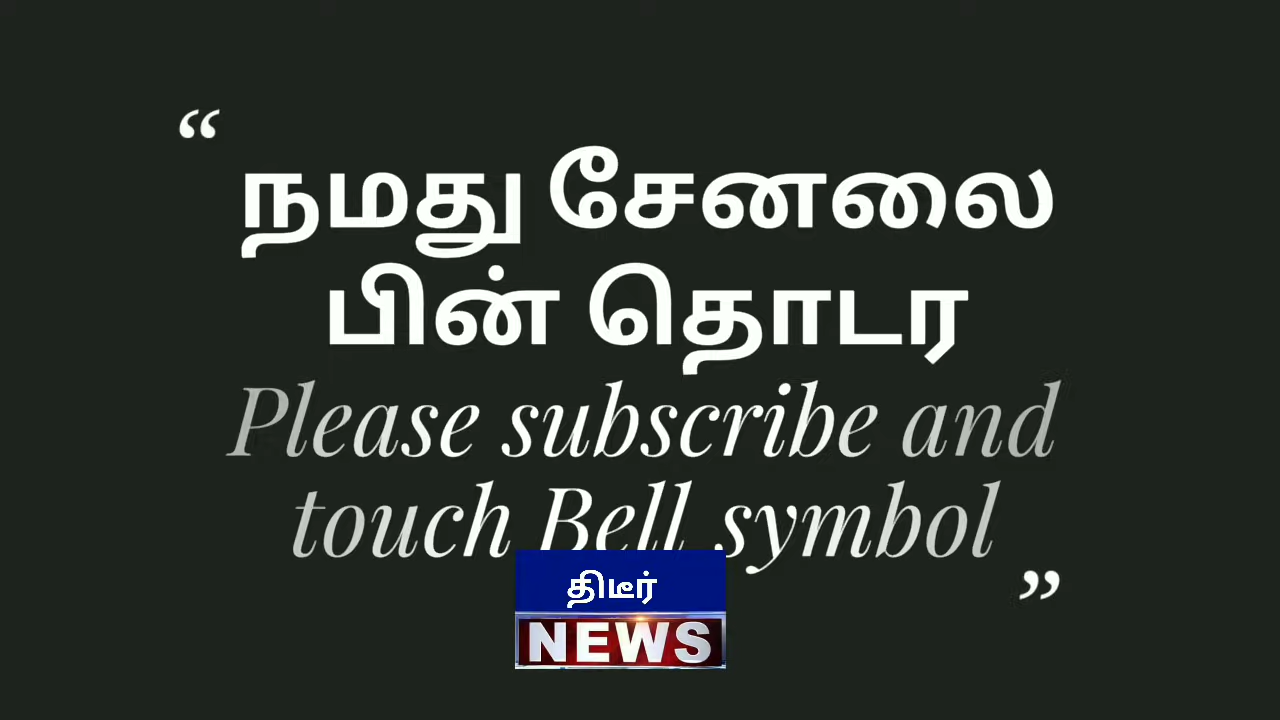 “
நமது சேனலை
பின் தொடர
Please subscribe and
touch Bell symbol
”
திடீர்
NEWS